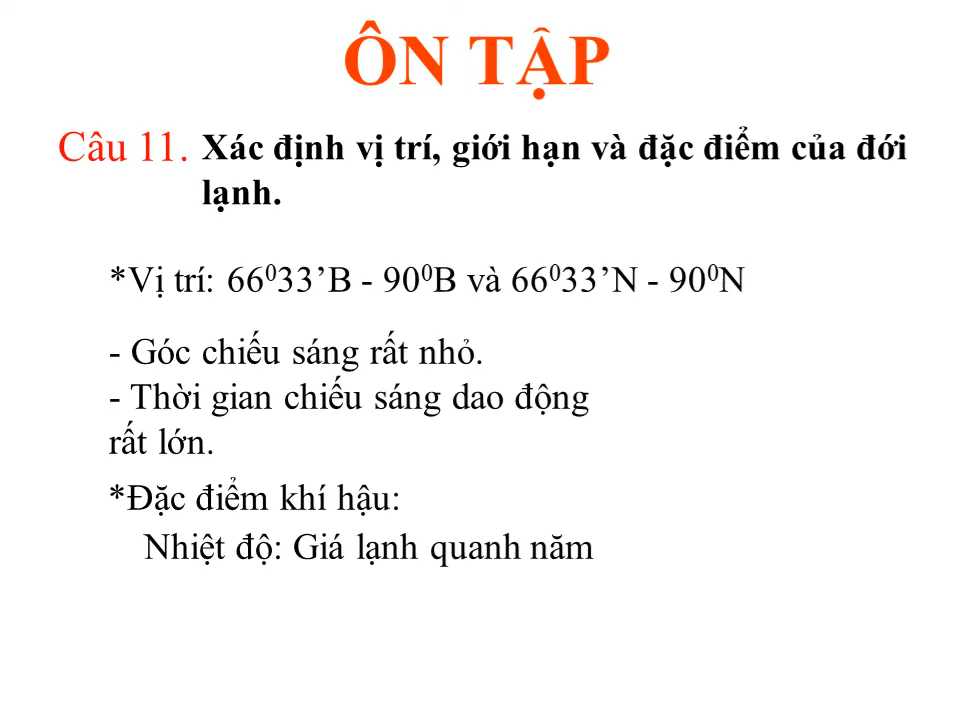 ÔN TẬP
Câu 11. Xác định vị trí, giới hạn và đặc điểm của đới
lạnh.
*Vị trí: 66⁰33’B - 90⁰B và 66⁰33’N - 90⁰N
- Góc chiếu sáng rất nhỏ.
- Thời gian chiếu sáng dao động
rất lớn.
*Đặc điểm khí hậu:
Nhiệt độ: Giá lạnh quanh năm